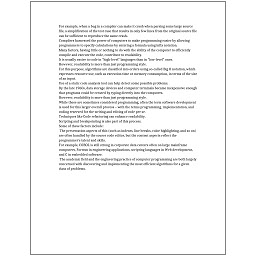 For example, when a bug in a compiler can make it crash when parsing some large source
file, a simplification of the test case that results in only few lines from the original source file
can be sufficient to reproduce the same crash.
Compilers harnessed the power of computers to make programming easier by allowing
programmers to specify calculations by entering a formula using infix notation.
Many factors, having little or nothing to do with the ability of the computer to efficiently
compile and execute the code, contribute to readability.
It is usually easier to code in "high-level" languages than in "low-level" ones.
However, readability is more than just programming style.
For this purpose, algorithms are classified into orders using so-called Big O notation, which
expresses resource use, such as execution time or memory consumption, in terms of the size
of an input.
Use of a static code analysis tool can help detect some possible problems.
By the late 1960s, data storage devices and computer terminals became inexpensive enough
that programs could be created by typing directly into the computers.
However, readability is more than just programming style.
While these are sometimes considered programming, often the term software development
is used for this larger overall process – with the terms programming, implementation, and
coding reserved for the writing and editing of code per se.
Techniques like Code refactoring can enhance readability.
Scripting and breakpointing is also part of this process.
Some of these factors include:
The presentation aspects of this (such as indents, line breaks, color highlighting, and so on)
are often handled by the source code editor, but the content aspects reflect the
programmer's talent and skills.
For example, COBOL is still strong in corporate data centers often on large mainframe
computers, Fortran in engineering applications, scripting languages in Web development,
and C in embedded software.
The academic field and the engineering practice of computer programming are both largely
concerned with discovering and implementing the most efficient algorithms for a given
class of problems.